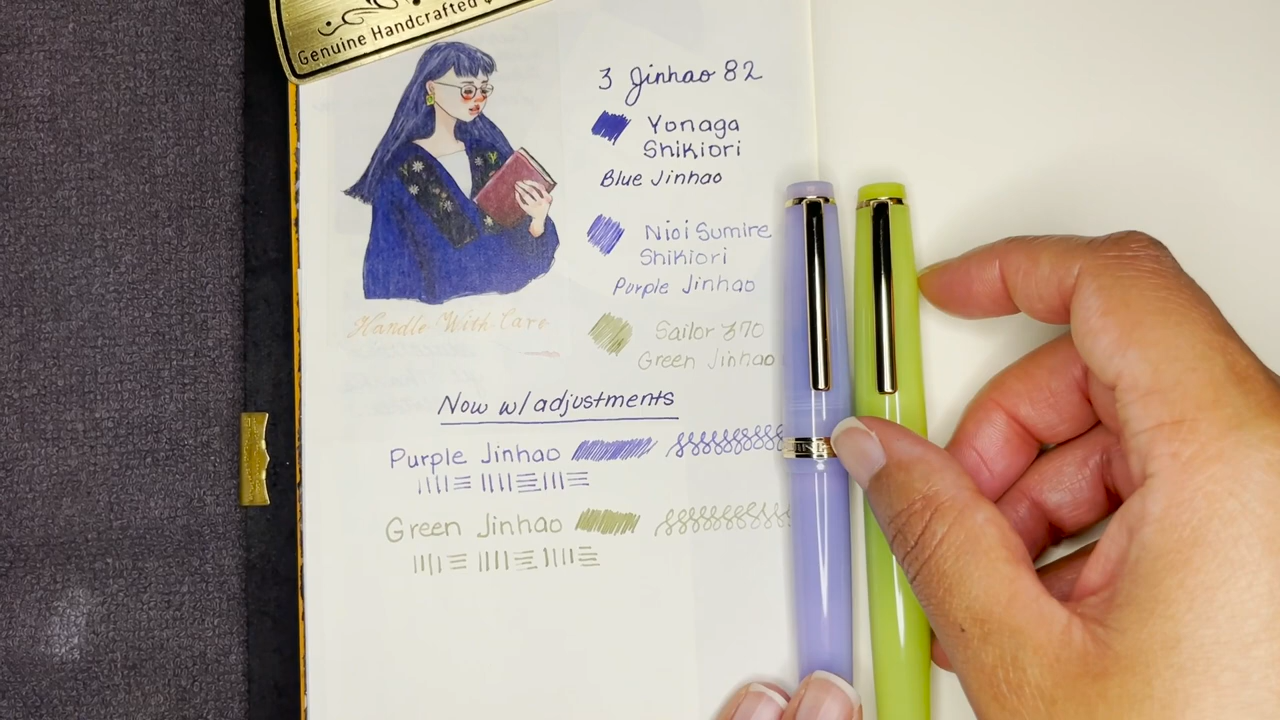 Genuine Handcrafted
3 Jinhao 82
Yonaga
Shikiori
Blue Jinhao
Nioi Sumire
Shikiori
Purple Jinhao
Handle With Care
Sailor 370
Green Jinhao
Now w/ adjustments
Purple Jinhao
Green Jinhao